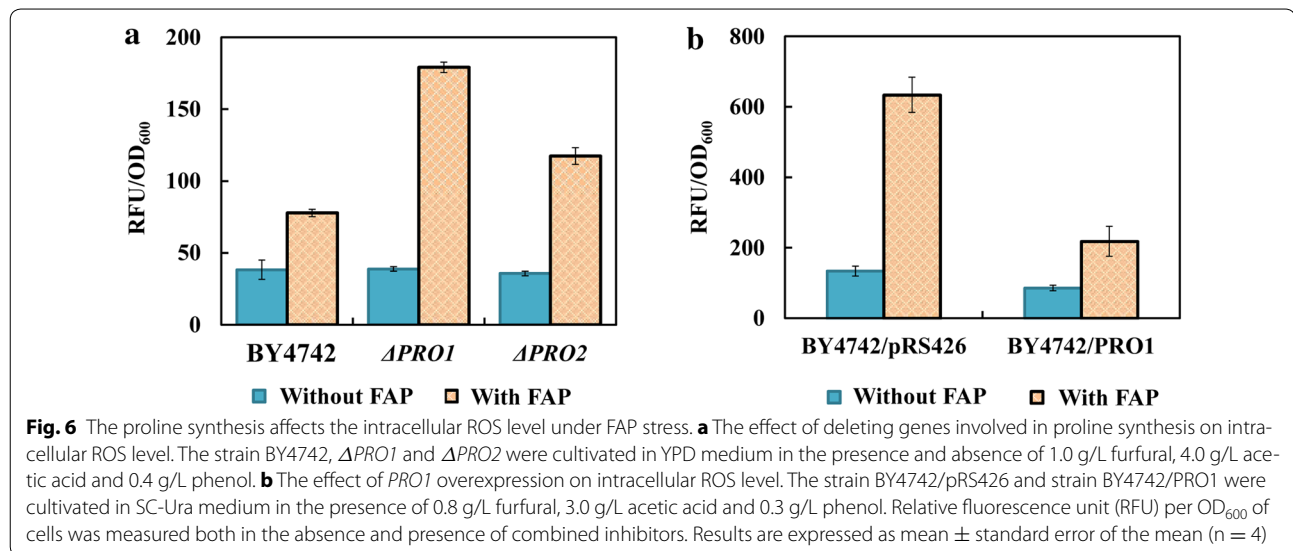 a
200
150
100
50
0
RFU/OD600
BY4742 ΔPRO1 ΔPRO2
Without FAP With FAP
b
800
600
400
200
0
RFU/OD600
BY4742/pRS426 BY4742/PRO1
Without FAP With FAP
Fig. 6 The proline synthesis affects the intracellular ROS level under FAP stress. a The effect of deleting genes involved in proline synthesis on intra-
cellular ROS level. The strain BY4742, ΔPRO1 and ΔPRO2 were cultivated in YPD medium in the presence and absence of 1.0 g/L furfural, 4.0 g/L ace-
tic acid and 0.4 g/L phenol. b The effect of PRO1 overexpression on intracellular ROS level. The strain BY4742/pRS426 and strain BY4742/PRO1 were
cultivated in SC-Ura medium in the presence of 0.8 g/L furfural, 3.0 g/L acetic acid and 0.3 g/L phenol. Relative fluorescence unit (RFU) per OD600 of
cells was measured both in the absence and presence of combined inhibitors. Results are expressed as mean ± standard error of the mean (n = 4)